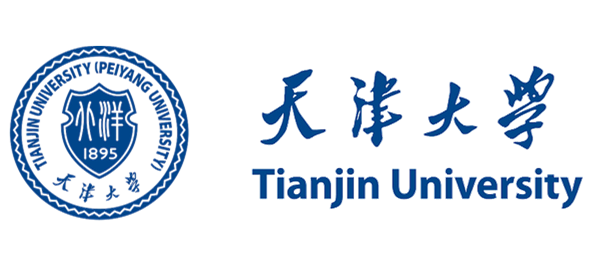 TIANJIN UNIVERSITY (PEIYANG UNIVERSITY)
北洋
1895
天津大学
天津大学
Tianjin University